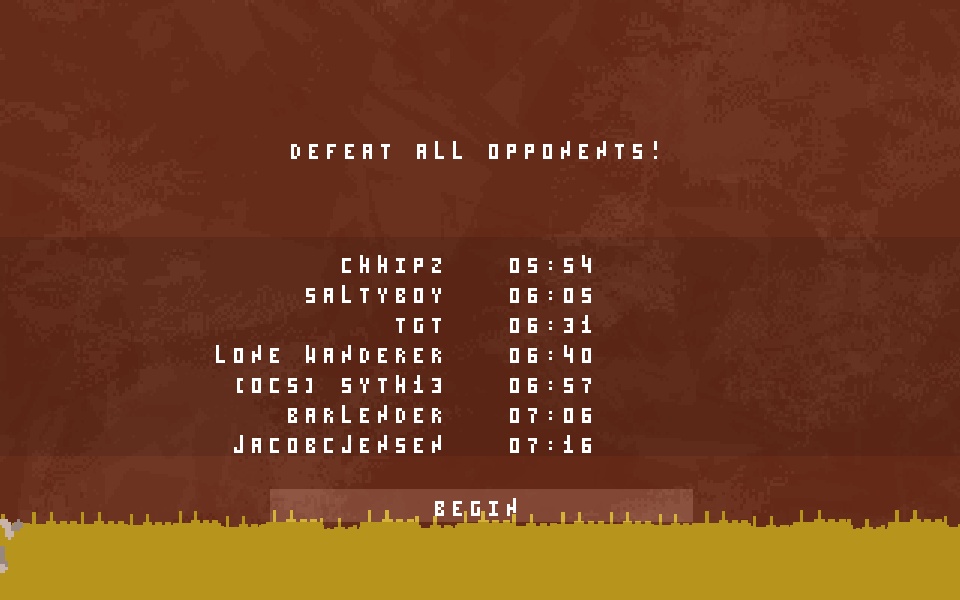 DEFEAT ALL OPPONENTS!
CHHIPZ 05:54
SALTYBOY 06:05
TGT 06:31
LONE WANDERER 06:40
[OCS] SYTH13 06:57
BARLENDER 07:06
JACOBCJENSEN 07:16
BEGIN